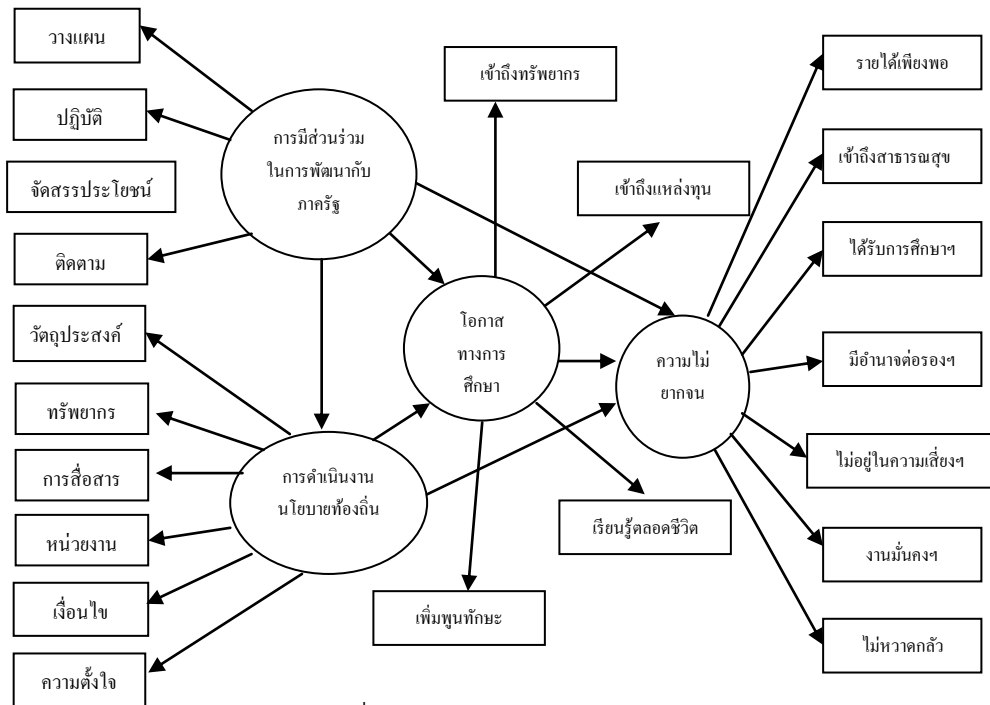 วางแผน
ปฏิบัติ
จัดสรรประโยชน์
ติดตาม
วัตถุประสงค์
ทรัพยากร
การสื่อสาร
หน่วยงาน
เงื่อนไข
ความตั้งใจ
การมีส่วนร่วม
ในการพัฒนากับ
ภาครัฐ
การดำเนินงาน
นโยบายท้องถิ่น
เข้าถึงทรัพยากร
เข้าถึงแหล่งทุน
โอกาส
ทางการ
ศึกษา
เรียนรู้ตลอดชีวิต
เพิ่มพูนทักษะ
ความไม่
ยากจน
รายได้เพียงพอ
เข้าถึงสาธารณสุข
ได้รับการศึกษาฯ
มีอำนาจต่อรองฯ
ไม่อยู่ในความเสี่ยงฯ
งานมั่นคงฯ
ไม่หวาดกลัว